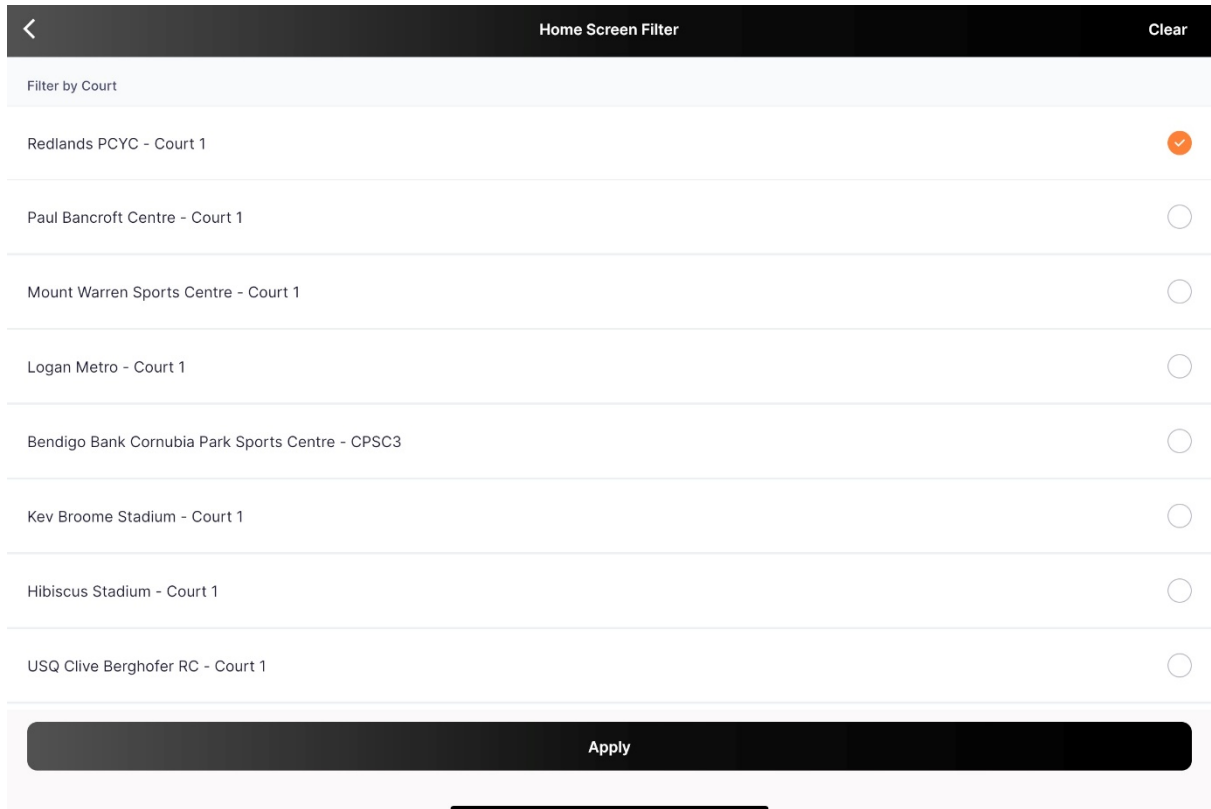 Home Screen Filter
Clear
Filter by Court
Redlands PCYC - Court 1
Paul Bancroft Centre - Court 1
Mount Warren Sports Centre - Court 1
Logan Metro - Court 1
Bendigo Bank Cornubia Park Sports Centre - CPSC3
Kev Broome Stadium - Court 1
Hibiscus Stadium - Court 1
USQ Clive Berghofer RC - Court 1
Apply